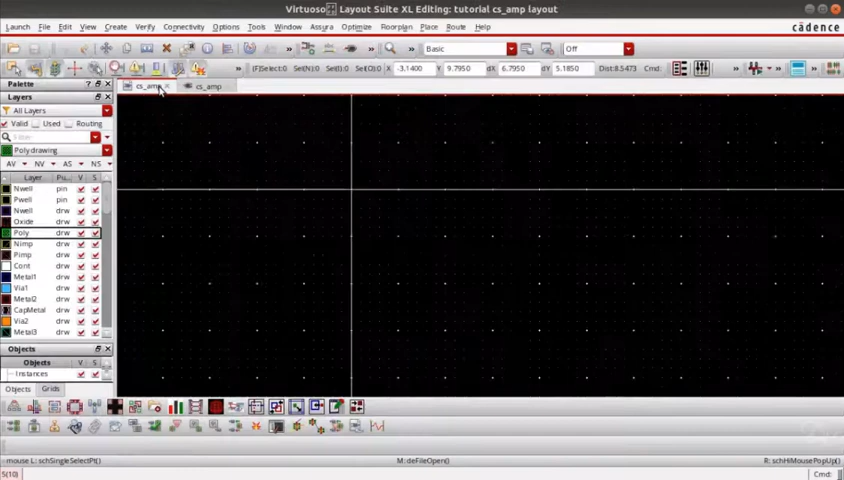 Virtuoso® Layout Suite XL Editing: tutorial cs_amp layout
Launch File Edit View Create Verify Connectivity Options Tools Window Assura Optimize Floorplan Place Route Help
cādence
Basic Off
(F)Select:0 Sel(N):0 Sel(I):0 Sel(O):0 X -3.1400 Y 9.7950 dX 6.7950 dY 5.1850 Dist:8.5473 Cmd:
Palette
cs_amp cs_amp
Layers
All Layers
Valid Used Routing
Filter
Poly drawing
AV NV AS NS
Layer Pu.. V S
Nwell pin
Pwell pin
Nwell drw
Oxide drw
Poly drw
Nimp drw
Pimp drw
Cont drw
Metal1 drw
Via1 drw
Metal2 drw
CapMetal drw
Via2 drw
Metal3 drw
Objects
Objects V S
Instances
Objects Grids
mouse L: schSingleSelectPt() M: deFileOpen() R: schHiMousePopUp()
5(10) Cmd: